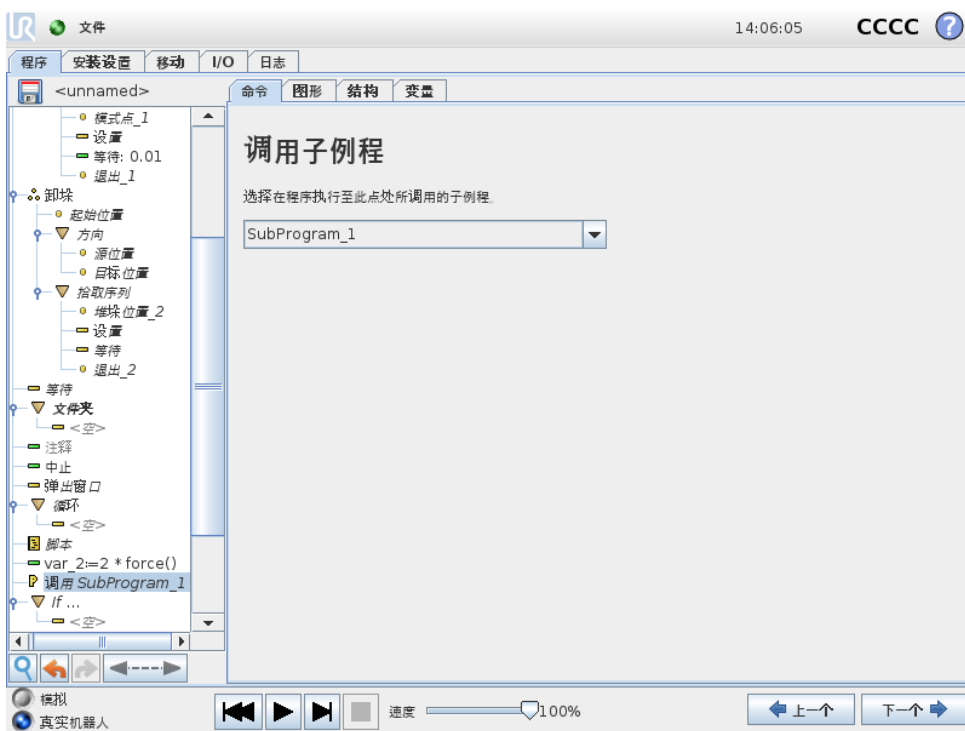 UR 文件 14:06:05 CCCC ?
程序 安装设置 移动 I/O 日志
<unnamed>
命令 图形 结构 变量
模式点_1
设置
等待: 0.01
退出_1
卸垛
起始位置
方向
源位置
目标位置
拾取序列
堆垛位置_2
设置
等待
退出_2
等待
文件夹
<空>
注释
中止
弹出窗口
循环
<空>
脚本
var_2:=2 * force()
调用 SubProgram_1
If ...
<空>
调用子例程
选择在程序执行至此点处所调用的子例程。
SubProgram_1
模拟
真实机器人
速度 100%
上一个 下一个